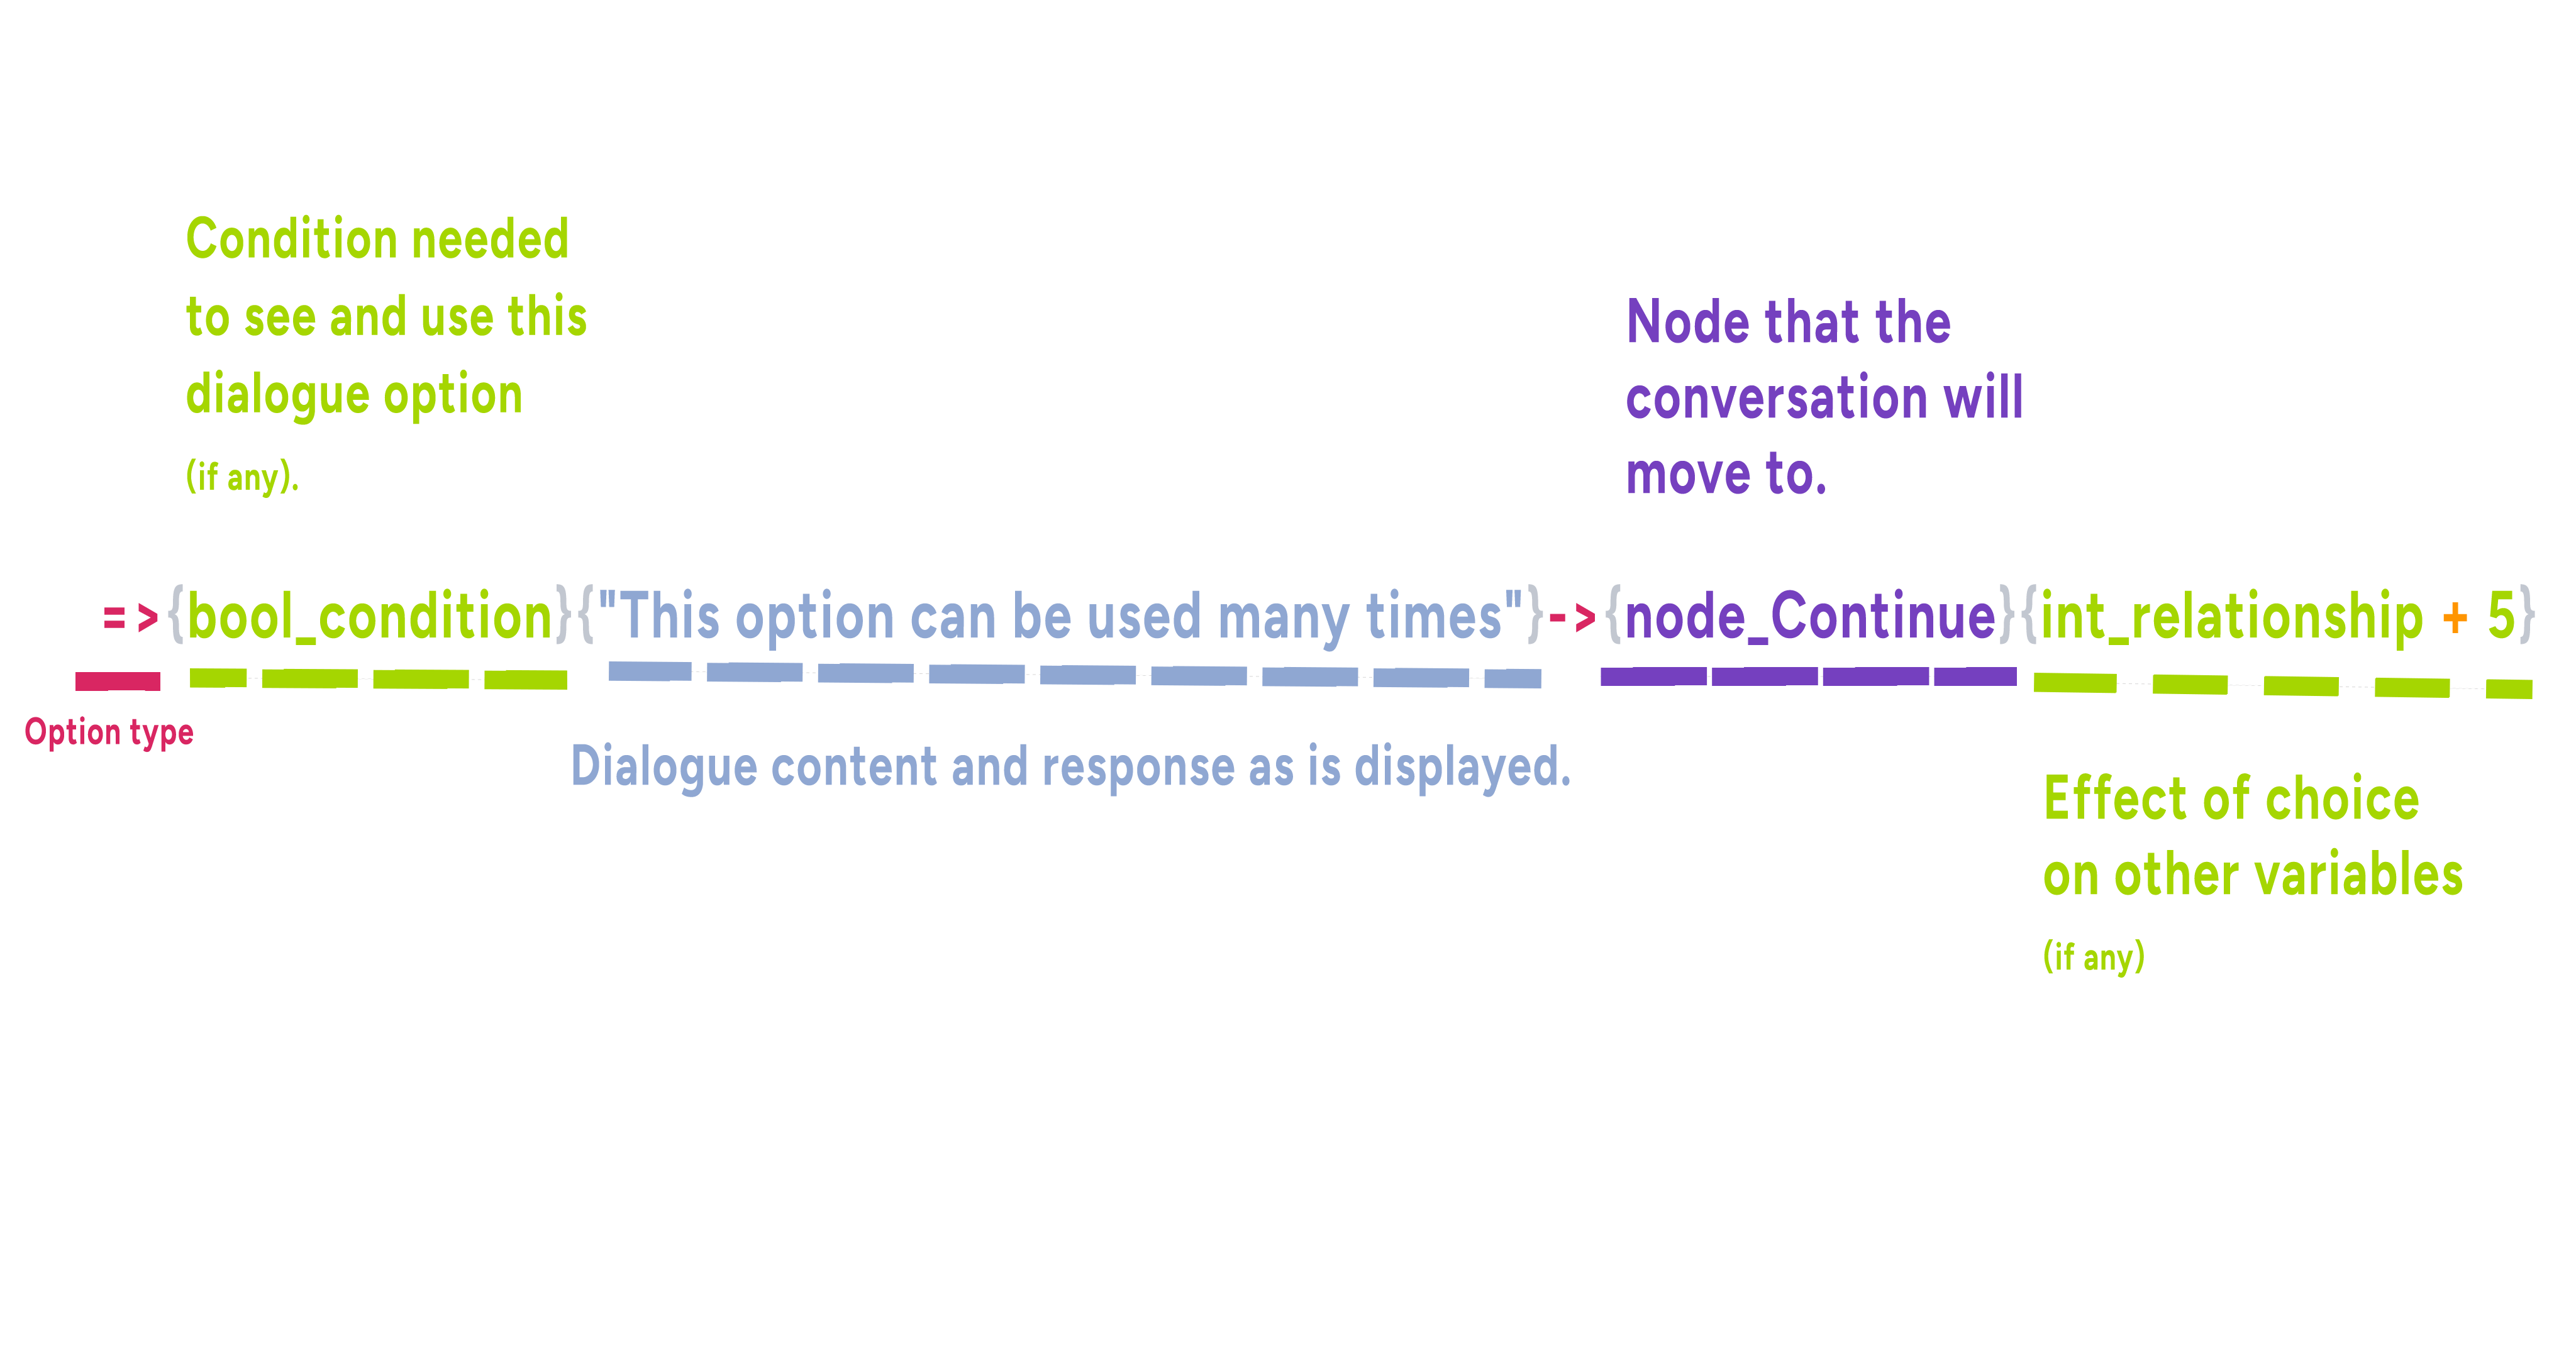 Condition needed
to see and use this
dialogue option
(if any).
Node that the
conversation will
move to.
=>{bool_condition}{"This option can be used many times"}->{node_Continue}{int_relationship + 5}
Option type
Dialogue content and response as is displayed.
Effect of choice
on other variables
(if any)